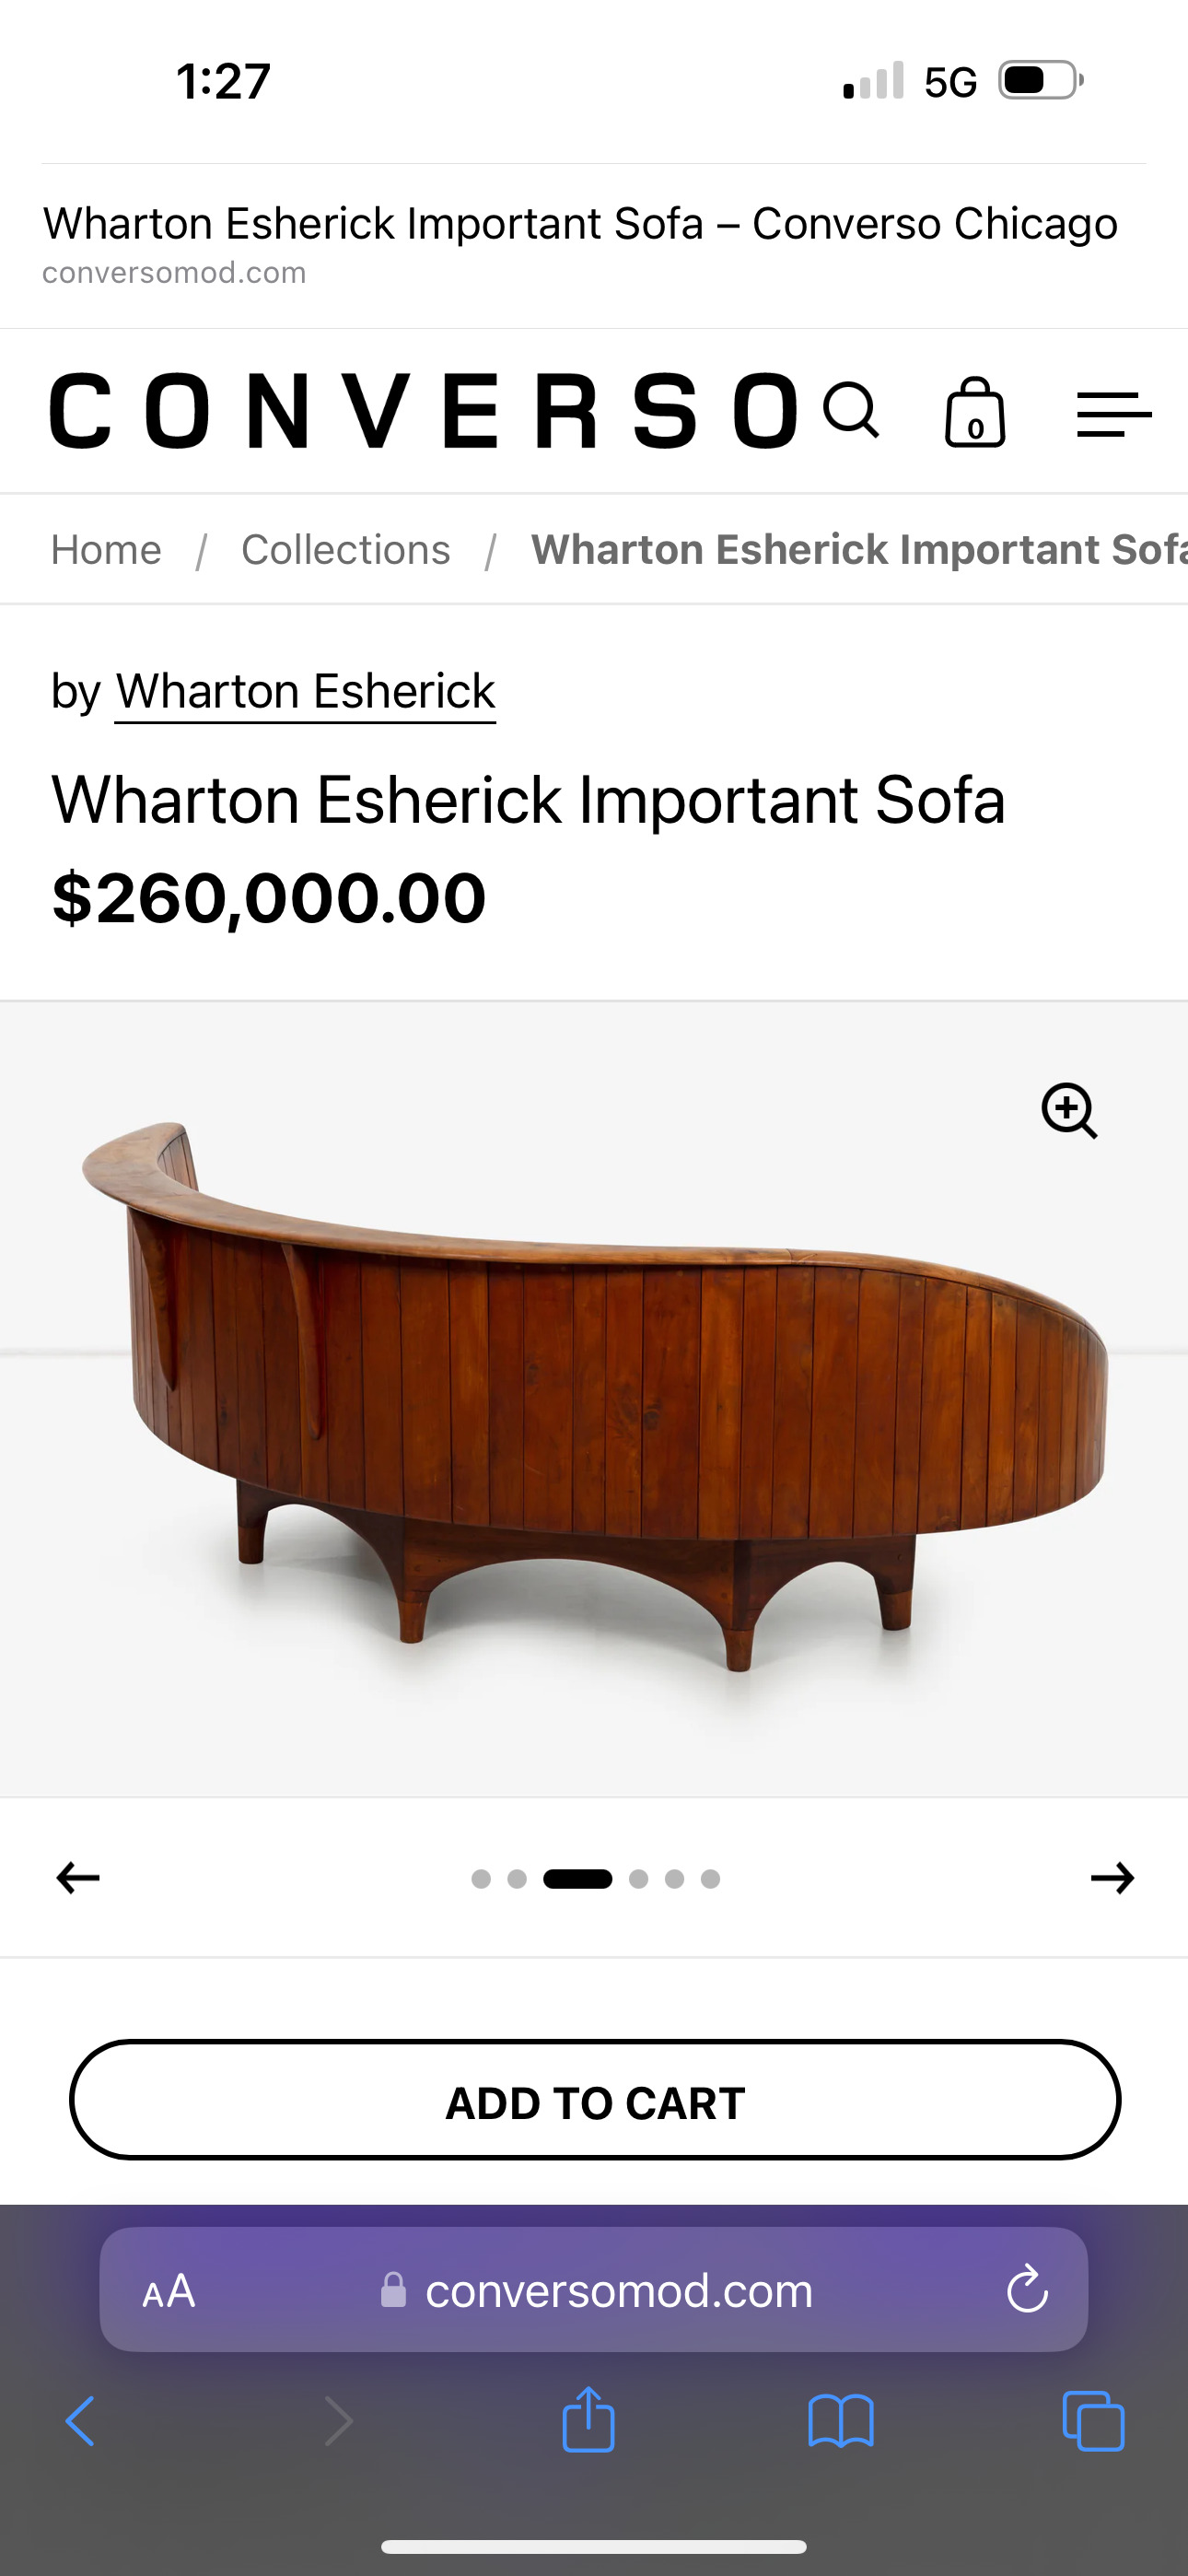 1:27 5G
Wharton Esherick Important Sofa – Converso Chicago
conversomod.com
CONVERSO 0
Home / Collections / Wharton Esherick Important Sofa
by Wharton Esherick
Wharton Esherick Important Sofa
$260,000.00
ADD TO CART
AA conversomod.com